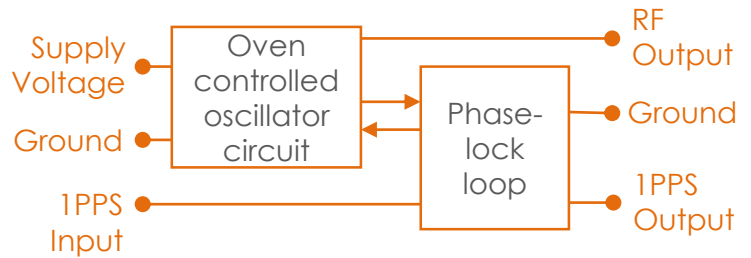 Supply
Voltage
Ground
1PPS
Input
Oven
controlled
oscillator
circuit
Phase-
lock
loop
RF
Output
Ground
1PPS
Output